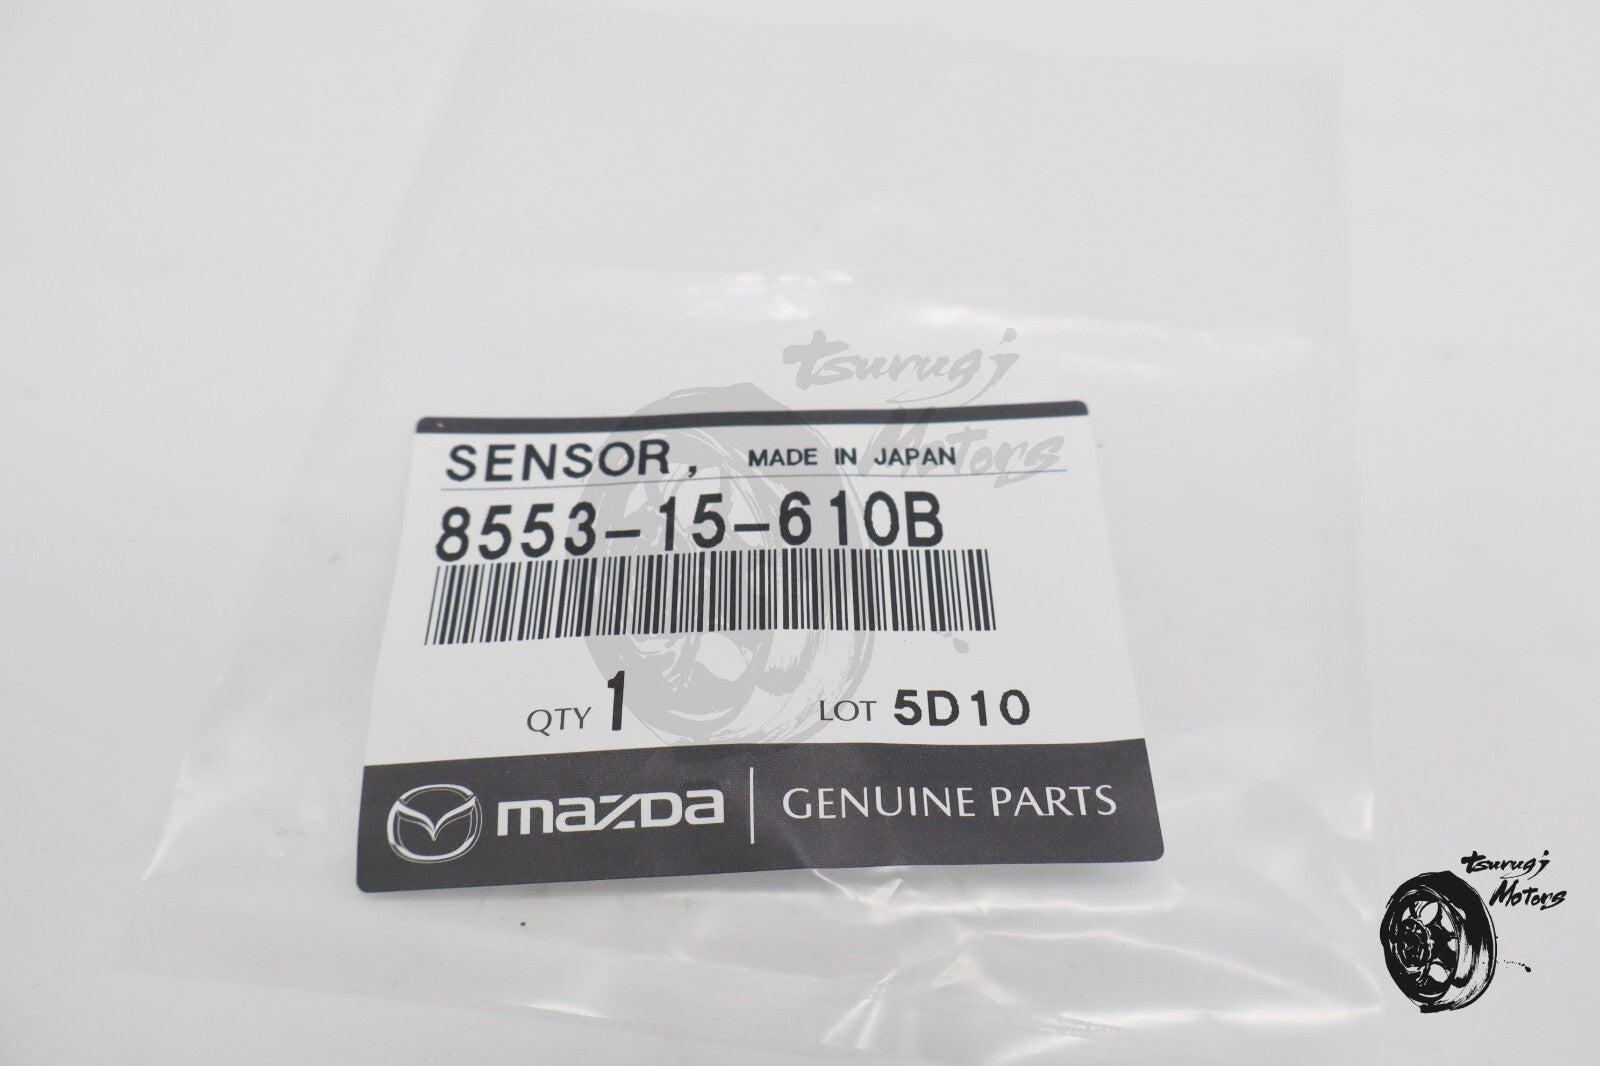 tsurugi
Motors
SENSOR, MADE IN JAPAN
8553-15-610B
QTY 1 LOT 5D10
mazda GENUINE PARTS
tsurugi
Motors